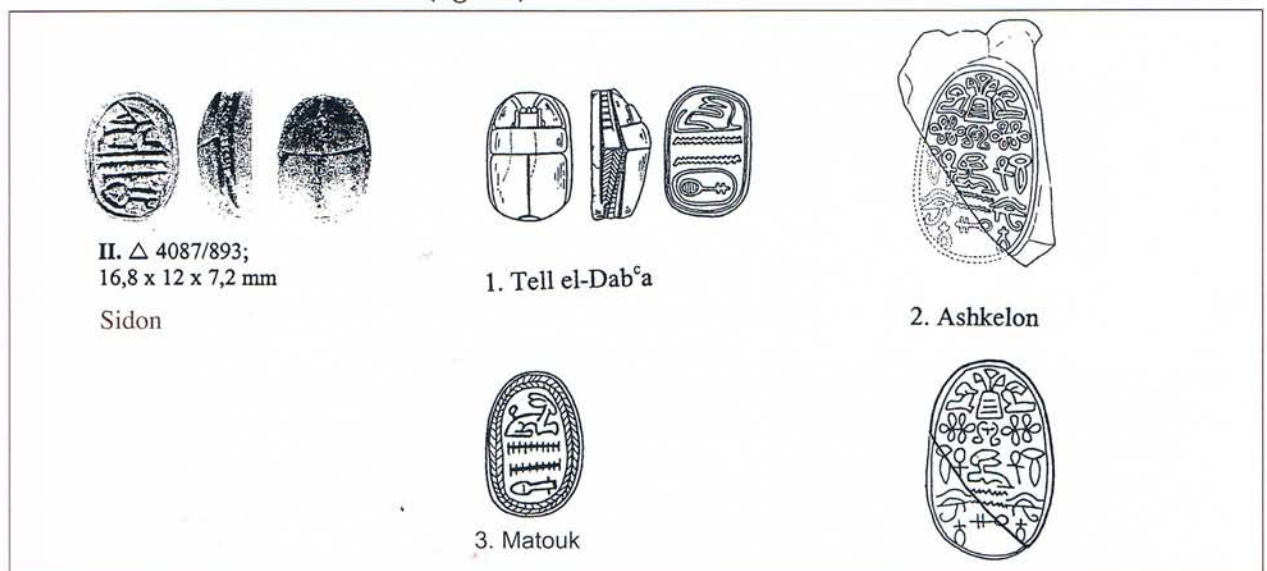 II. △ 4087/893;
16,8 x 12 x 7,2 mm
Sidon
1. Tell el-Dabᶜa
2. Ashkelon
3. Matouk